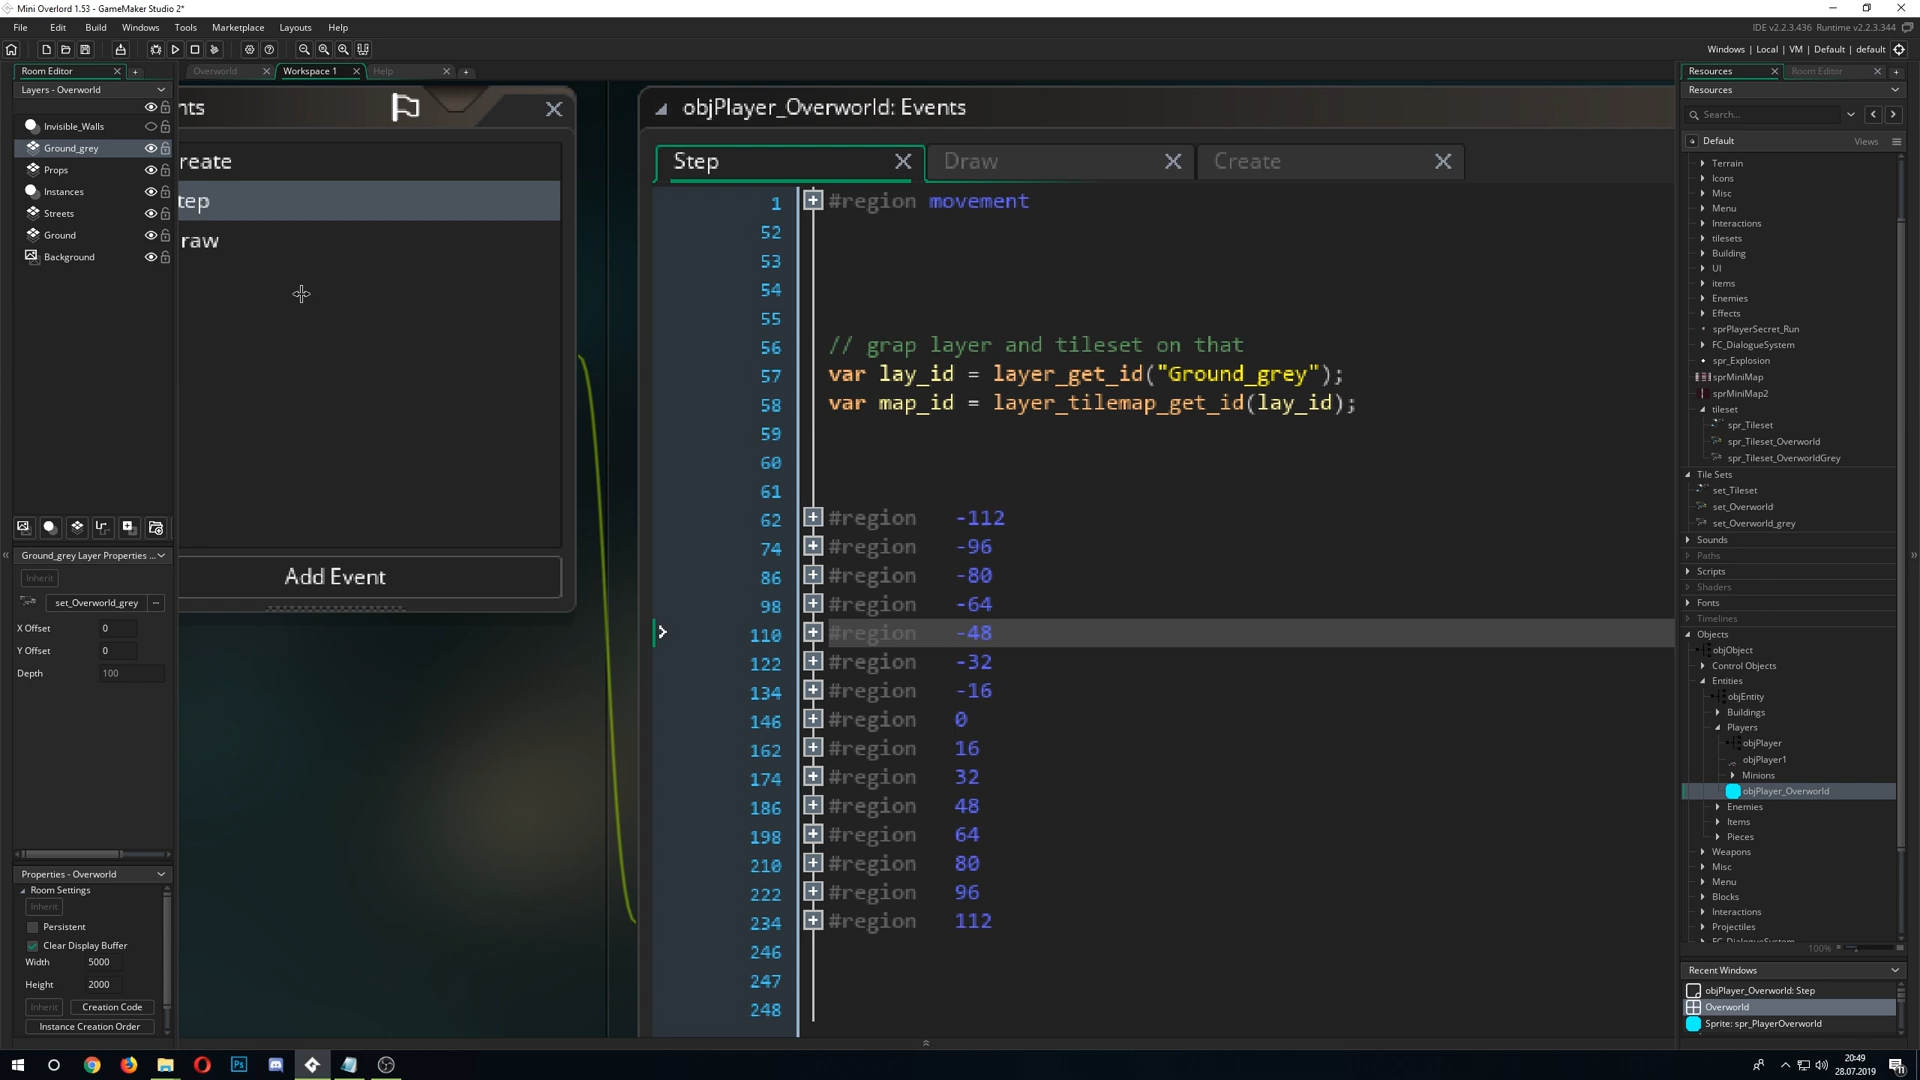 Mini Overlord 1.53 - GameMaker Studio 2*
File Edit Build Windows Tools Marketplace Layouts Help
IDE v2.2.3.436 Runtime v2.2.3.344
Windows | Local | VM | Default | default
Room Editor
Overworld
Workspace 1
Help
Layers - Overworld
Invisible_Walls
Ground_grey
Props
Instances
Streets
Ground
Background
Ground_grey Layer Properties ...
Inherit
set_Overworld_grey ...
X Offset 0
Y Offset 0
Depth 100
Properties - Overworld
Room Settings
Inherit
Persistent
Clear Display Buffer
Width 5000
Height 2000
Inherit Creation Code
Instance Creation Order
nts
reate
tep
raw
Add Event
objPlayer_Overworld: Events
Step
Draw
Create
1 #region movement
52
53
54
55
56 // grap layer and tileset on that
57 var lay_id = layer_get_id("Ground_grey");
58 var map_id = layer_tilemap_get_id(lay_id);
59
60
61
62 #region -112
74 #region -96
86 #region -80
98 #region -64
110 #region -48
122 #region -32
134 #region -16
146 #region 0
162 #region 16
174 #region 32
186 #region 48
198 #region 64
210 #region 80
222 #region 96
234 #region 112
246
247
248
Resources
Room Editor
Resources
Search...
Default
Views
Terrain
Icons
Misc
Menu
Interactions
tilesets
Building
UI
items
Enemies
Effects
sprPlayerSecret_Run
FC_DialogueSystem
spr_Explosion
sprMiniMap
sprMiniMap2
tileset
spr_Tileset
spr_Tileset_Overworld
spr_Tileset_OverworldGrey
Tile Sets
set_Tileset
set_Overworld
set_Overworld_grey
Sounds
Paths
Scripts
Shaders
Fonts
Timelines
Objects
objObject
Control Objects
Entities
objEntity
Buildings
Players
objPlayer
objPlayer1
Minions
objPlayer_Overworld
Enemies
Items
Pieces
Weapons
Misc
Menu
Blocks
Interactions
Projectiles
FC_DialogueSystem
100%
Recent Windows
objPlayer_Overworld: Step
Overworld
Sprite: spr_PlayerOverworld
Ps
20:49
28.07.2019